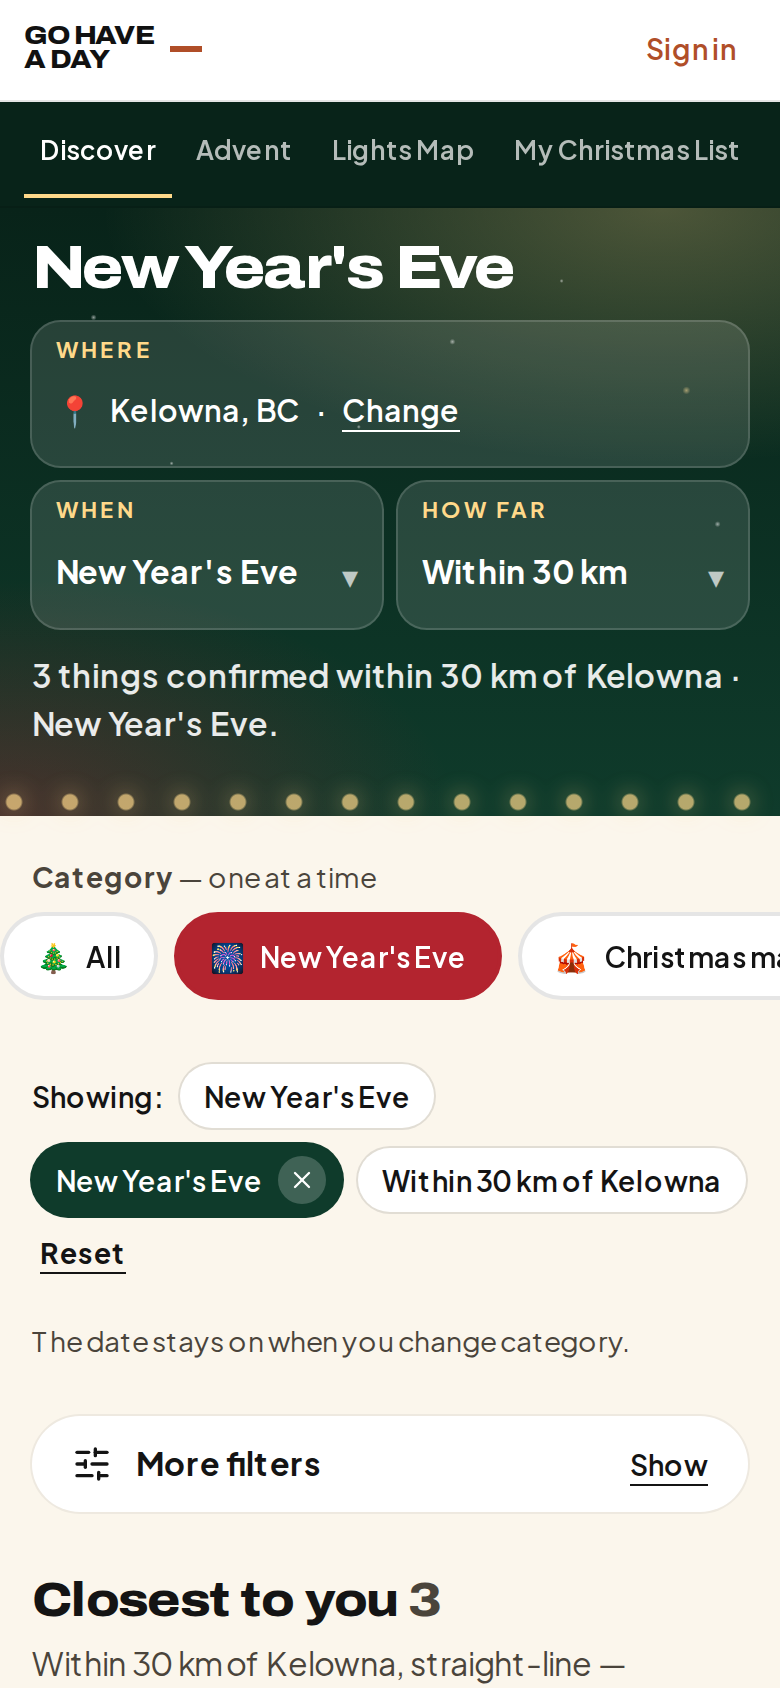 GO HAVE
A DAY
Sign in
Discover Advent Lights Map My Christmas List
New Year's Eve
WHERE
Kelowna, BC · Change
WHEN
New Year's Eve ▼
HOW FAR
Within 30 km ▼
3 things confirmed within 30 km of Kelowna ·
New Year's Eve.
Category — one at a time
All New Year's Eve Christmas ma
Showing: New Year's Eve
New Year's Eve × Within 30 km of Kelowna
Reset
The date stays on when you change category.
More filters Show
Closest to you 3
Within 30 km of Kelowna, straight-line —